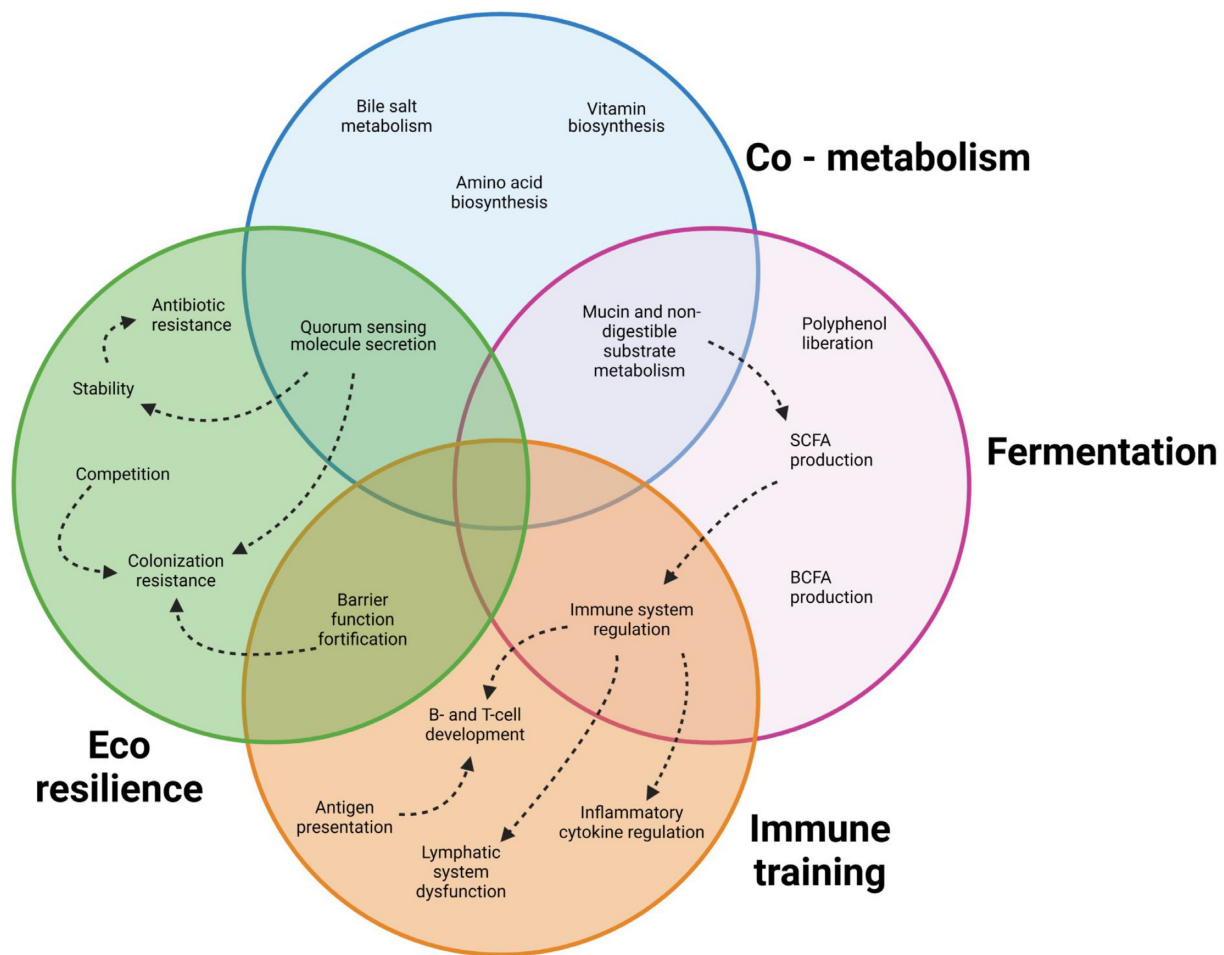 Bile salt
metabolism
Vitamin
biosynthesis
Co - metabolism
Amino acid
biosynthesis
Antibiotic
resistance
Quorum sensing
molecule secretion
Mucin and non-
digestible
substrate
metabolism
Polyphenol
liberation
Stability
SCFA
production
Fermentation
Competition
Colonization
resistance
BCFA
production
Barrier
function
fortification
Immune system
regulation
B- and T-cell
development
Eco
resilience
Antigen
presentation
Inflammatory
cytokine regulation
Immune
training
Lymphatic
system
dysfunction